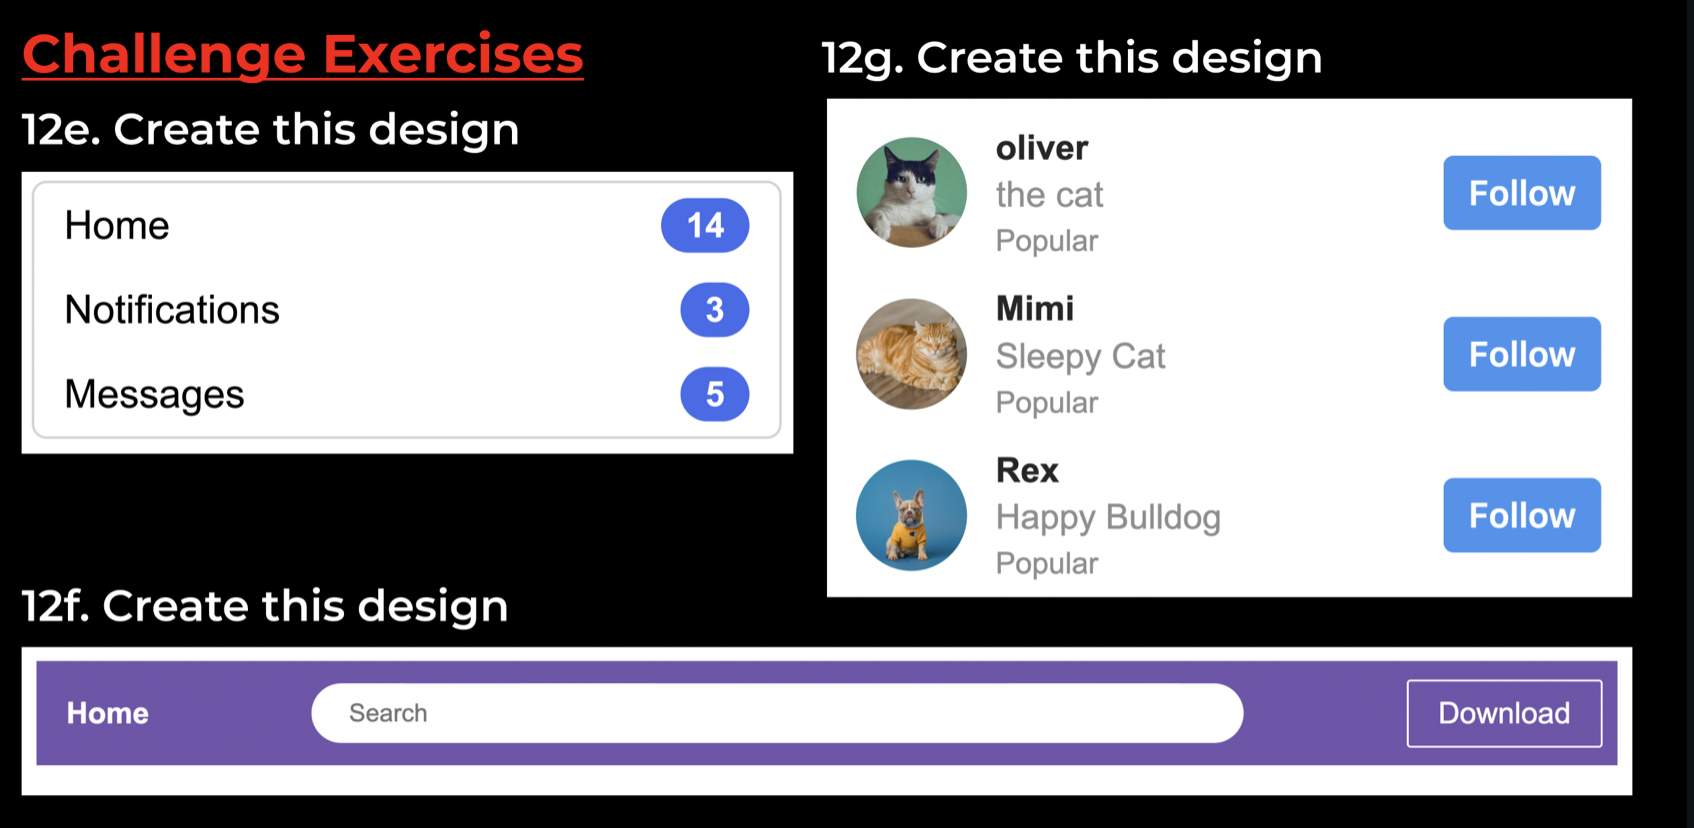 Challenge Exercises
12e. Create this design
Home 14
Notifications 3
Messages 5
12f. Create this design
Home Search Download
12g. Create this design
oliver
the cat
Popular
Follow
Mimi
Sleepy Cat
Popular
Follow
Rex
Happy Bulldog
Popular
Follow